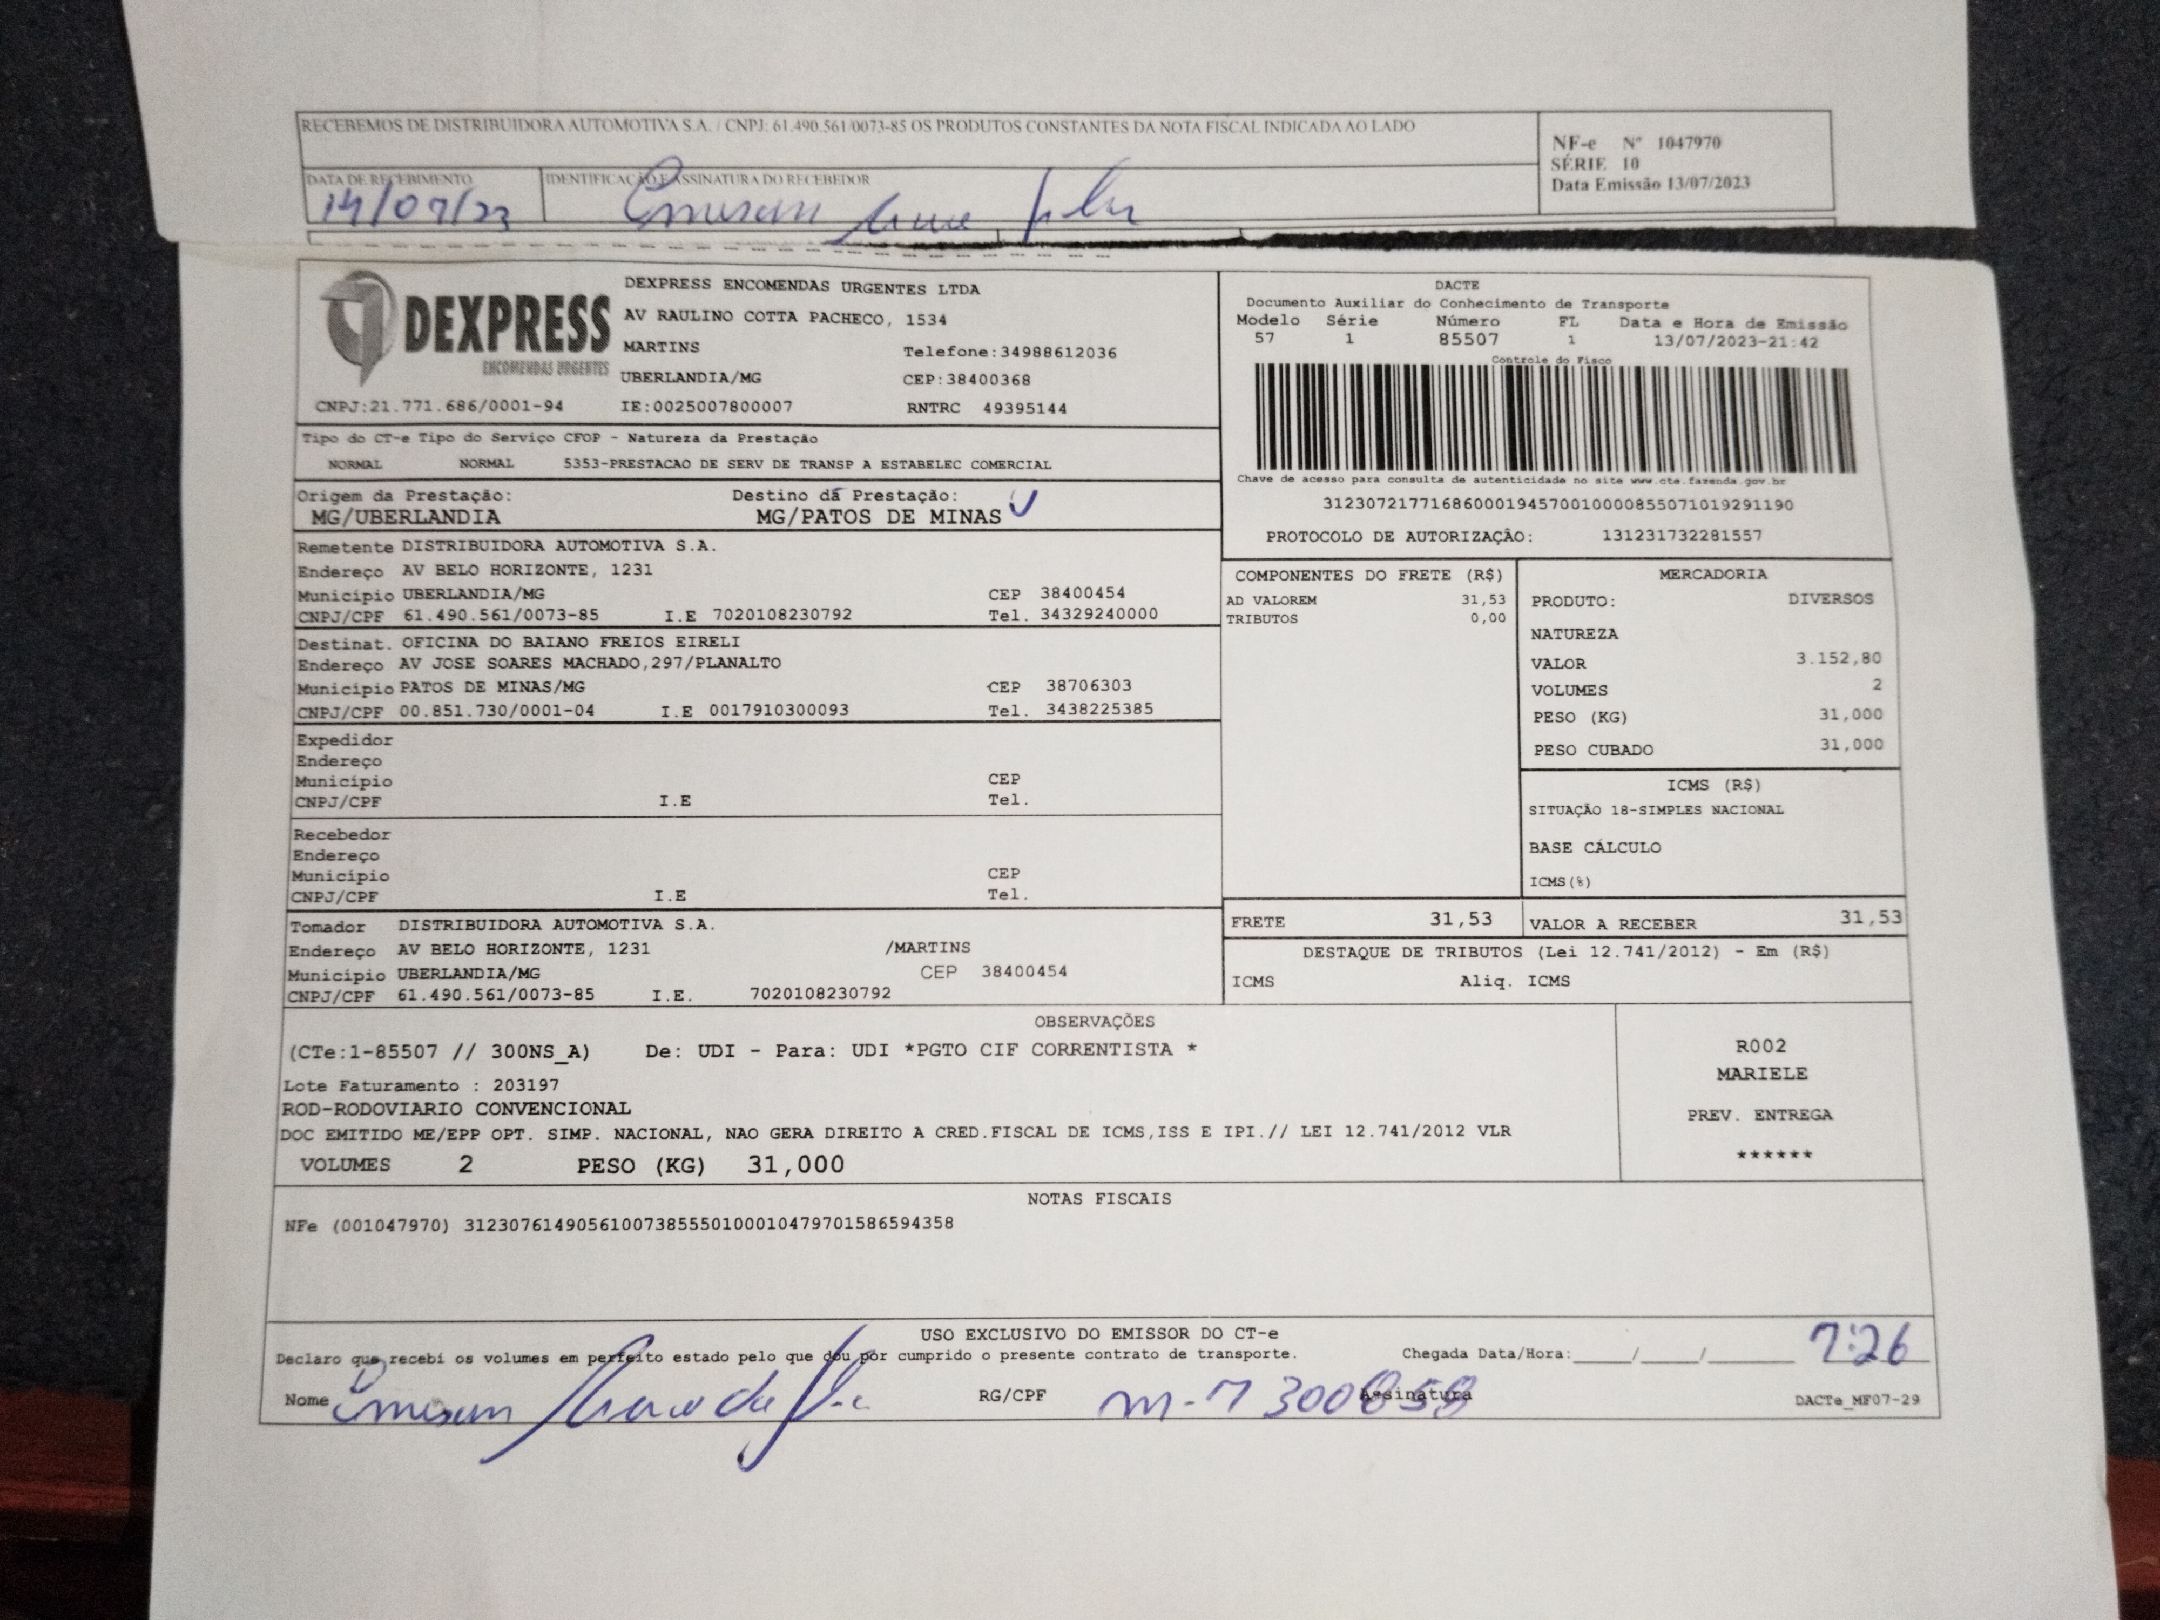 RECEBEMOS DE DISTRIBUIDORA AUTOMOTIVA S.A. / CNPJ: 61.490.561/0073-85 OS PRODUTOS CONSTANTES DA NOTA FISCAL INDICADA AO LADO
NF-e Nº 1047970
SÉRIE 10
Data Emissão 13/07/2023
DATA DE RECEBIMENTO
IDENTIFICAÇÃO E ASSINATURA DO RECEBEDOR
14/07/23
DEXPRESS
ENCOMENDAS URGENTES
DEXPRESS ENCOMENDAS URGENTES LTDA
AV RAULINO COTTA PACHECO, 1534
MARTINS Telefone:34988612036
UBERLANDIA/MG CEP:38400368
CNPJ:21.771.686/0001-94 IE:0025007800007 RNTRC 49395144
DACTE
Documento Auxiliar do Conhecimento de Transporte
Modelo Série Número FL Data e Hora de Emissão
57 1 85507 1 13/07/2023-21:42
Controle do Fisco
Chave de acesso para consulta de autenticidade no site www.cte.fazenda.gov.br
31230721771686000194570010000855071019291190
PROTOCOLO DE AUTORIZAÇÃO: 131231732281557
Tipo do CT-e Tipo do Serviço CFOP - Natureza da Prestação
NORMAL NORMAL 5353-PRESTACAO DE SERV DE TRANSP A ESTABELEC COMERCIAL
Origem da Prestação: Destino da Prestação:
MG/UBERLANDIA MG/PATOS DE MINAS
Remetente DISTRIBUIDORA AUTOMOTIVA S.A.
Endereço AV BELO HORIZONTE, 1231
Município UBERLANDIA/MG CEP 38400454
CNPJ/CPF 61.490.561/0073-85 I.E 7020108230792 Tel. 34329240000
Destinat. OFICINA DO BAIANO FREIOS EIRELI
Endereço AV JOSE SOARES MACHADO,297/PLANALTO
Município PATOS DE MINAS/MG CEP 38706303
CNPJ/CPF 00.851.730/0001-04 I.E 0017910300093 Tel. 3438225385
Expedidor
Endereço
Município CEP
CNPJ/CPF I.E Tel.
Recebedor
Endereço
Município CEP
CNPJ/CPF I.E Tel.
Tomador DISTRIBUIDORA AUTOMOTIVA S.A.
Endereço AV BELO HORIZONTE, 1231 /MARTINS
Município UBERLANDIA/MG CEP 38400454
CNPJ/CPF 61.490.561/0073-85 I.E. 7020108230792
COMPONENTES DO FRETE (R$)
AD VALOREM 31,53
TRIBUTOS 0,00
MERCADORIA
PRODUTO: DIVERSOS
NATUREZA
VALOR 3.152,80
VOLUMES 2
PESO (KG) 31,000
PESO CUBADO 31,000
ICMS (R$)
SITUAÇÃO 18-SIMPLES NACIONAL
BASE CÁLCULO
ICMS(%)
FRETE 31,53 VALOR A RECEBER 31,53
DESTAQUE DE TRIBUTOS (Lei 12.741/2012) - Em (R$)
ICMS Aliq. ICMS
OBSERVAÇÕES
(CTe:1-85507 // 300NS_A) De: UDI - Para: UDI *PGTO CIF CORRENTISTA *
Lote Faturamento : 203197
ROD-RODOVIARIO CONVENCIONAL
DOC EMITIDO ME/EPP OPT. SIMP. NACIONAL, NAO GERA DIREITO A CRED.FISCAL DE ICMS,ISS E IPI.// LEI 12.741/2012 VLR
VOLUMES 2 PESO (KG) 31,000
R002
MARIELE
PREV. ENTREGA
******
NOTAS FISCAIS
NFe (001047970) 31230761490561007385550100010479701586594358
USO EXCLUSIVO DO EMISSOR DO CT-e
Declaro que recebi os volumes em perfeito estado pelo que dou por cumprido o presente contrato de transporte. Chegada Data/Hora:_____/_____/_______ 7:26
Nome RG/CPF m-7300859 Assinatura DACTe_MF07-29